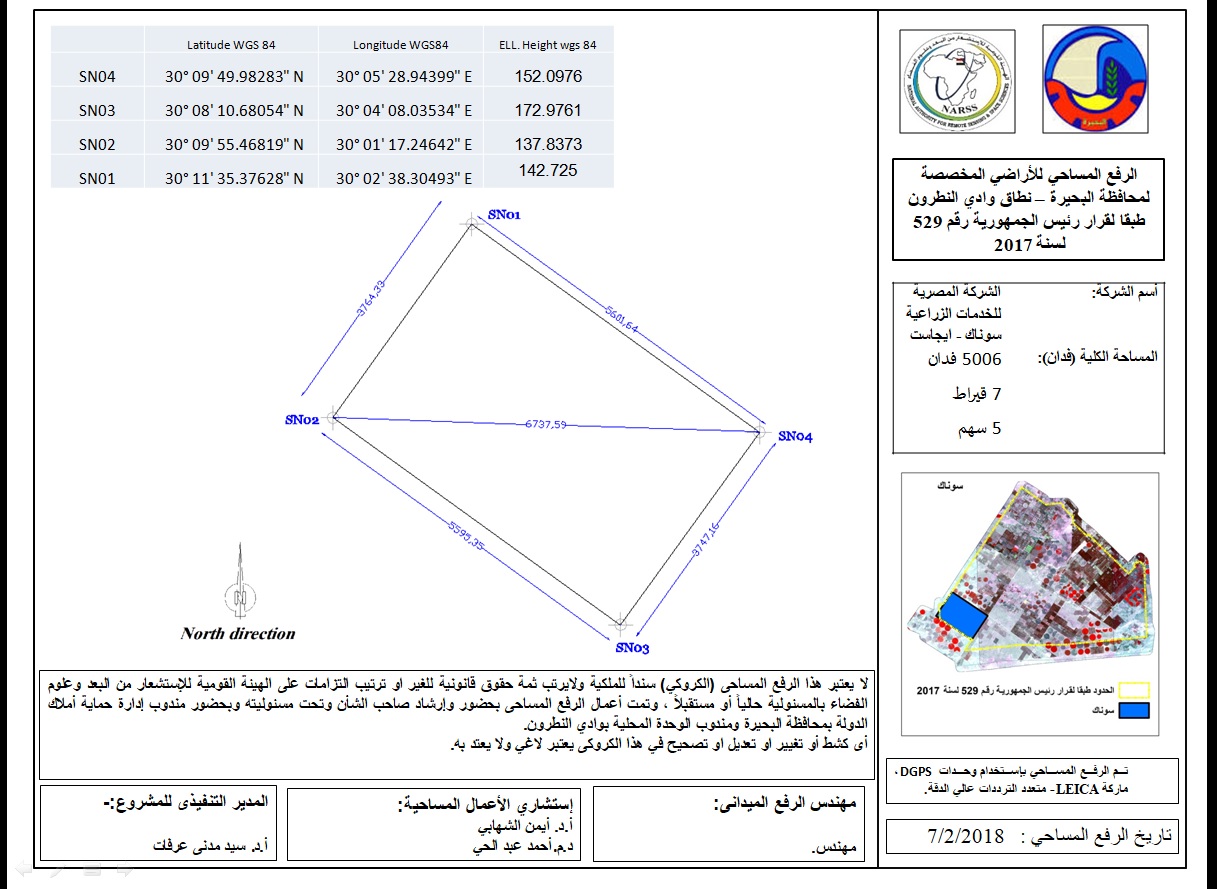 Latitude WGS 84 Longitude WGS84 ELL. Height wgs 84
SN04 30° 09' 49.98283" N 30° 05' 28.94399" E 152.0976
SN03 30° 08' 10.68054" N 30° 04' 08.03534" E 172.9761
SN02 30° 09' 55.46819" N 30° 01' 17.24642" E 137.8373
SN01 30° 11' 35.37628" N 30° 02' 38.30493" E 142.725
SN01
3764,33
5601,64
SN02
6737,59
SN04
5595,35
3747,16
SN03
North direction
NARSS
NATIONAL AUTHORITY FOR REMOTE SENSING & SPACE SCIENCES
البحيرة
الرفع المساحي للأراضي المخصصة
لمحافظة البحيرة – نطاق وادي النطرون
طبقا لقرار رئيس الجمهورية رقم 529
لسنة 2017
أسم الشركة: الشركة المصرية
للخدمات الزراعية
سوناك - ايجاست
المساحة الكلية (فدان): 5006 فدان
7 قيراط
5 سهم
سوناك
الحدود طبقا لقرار رئيس الجمهورية رقم 529 لسنة 2017
سوناك
تـم الرفـع المسـاحي بإسـتخدام وحـدات DGPS،
ماركة LEICA- متعدد الترددات عالي الدقة.
تاريخ الرفع المساحي : 7/2/2018
لا يعتبر هذا الرفع المساحى (الكروكي) سنداً للملكية ولايرتب ثمة حقوق قانونية للغير او ترتيب التزامات على الهيئة القومية للإستشعار من البعد وعلوم
الفضاء بالمسنولية حالياً أو مستقبلاً ، وتمت أعمال الرفع المساحى بحضور وإرشاد صاحب الشأن وتحت مسنوليته وبحضور مندوب إدارة حماية أملاك
الدولة بمحافظة البحيرة ومندوب الوحدة المحلية بوادي النطرون.
أى كشط أو تغيير او تعديل او تصحيح في هذا الكروكى يعتبر لاغي ولا يعتد به.
مهندس الرفع الميدانى:
مهندس.
إستشاري الأعمال المساحية:
أ.د. أيمن الشهابي
د.م.أحمد عبد الحي
المدير التنفيذى للمشروع:-
أ.د. سيد مدنى عرفات